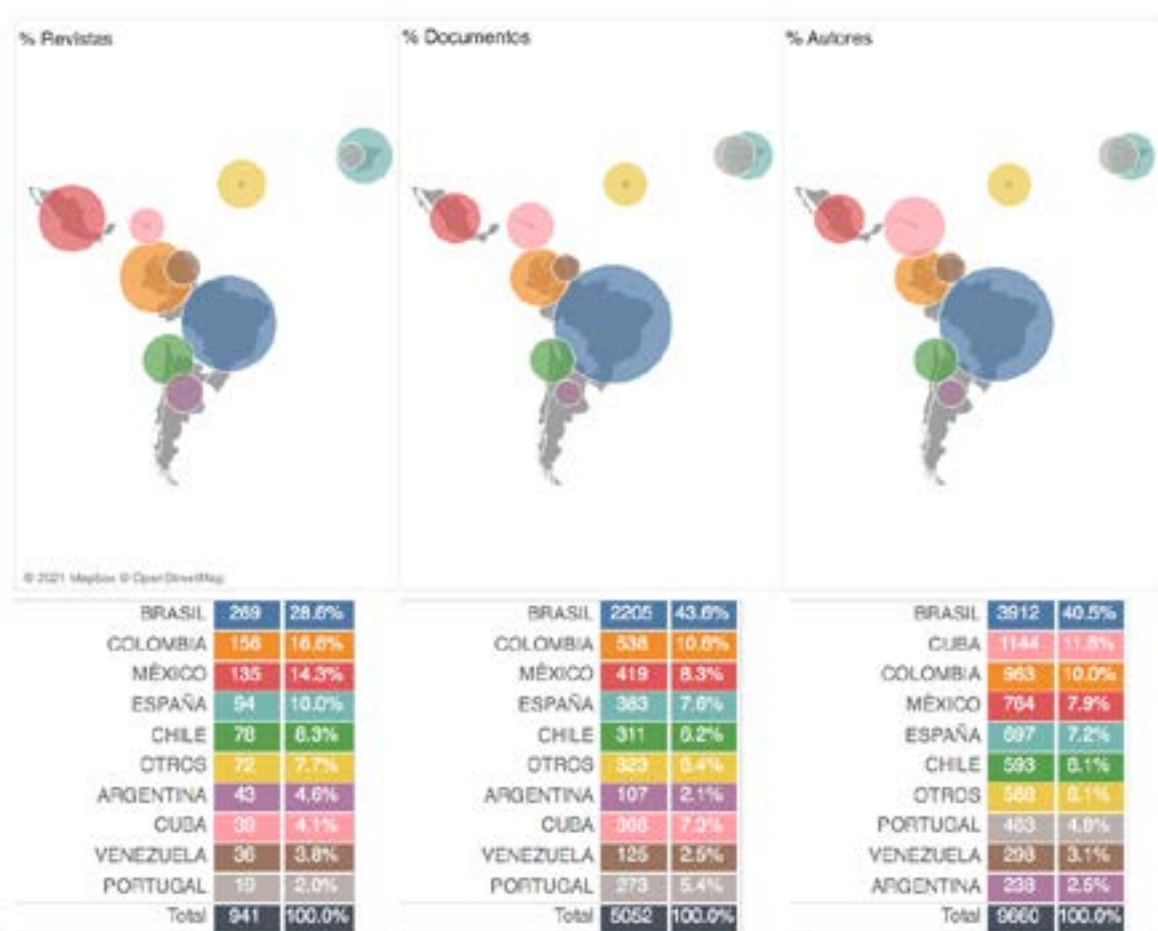 % Revistas
% Documentos
% Autores
© 2021 Mapbox © OpenStreetMap
BRASIL 269 28.6%
COLOMBIA 156 16.6%
MÉXICO 135 14.3%
ESPAÑA 94 10.0%
CHILE 78 8.3%
OTROS 72 7.7%
ARGENTINA 43 4.6%
CUBA 39 4.1%
VENEZUELA 36 3.8%
PORTUGAL 19 2.0%
Total 941 100.0%
BRASIL 2205 43.6%
COLOMBIA 538 10.6%
MÉXICO 419 8.3%
ESPAÑA 383 7.6%
CHILE 311 6.2%
OTROS 323 6.4%
ARGENTINA 107 2.1%
CUBA 368 7.3%
VENEZUELA 125 2.5%
PORTUGAL 273 5.4%
Total 5052 100.0%
BRASIL 3912 40.5%
CUBA 1144 11.8%
COLOMBIA 963 10.0%
MÉXICO 764 7.9%
ESPAÑA 697 7.2%
CHILE 593 6.1%
OTROS 588 6.1%
PORTUGAL 463 4.8%
VENEZUELA 298 3.1%
ARGENTINA 238 2.5%
Total 9660 100.0%